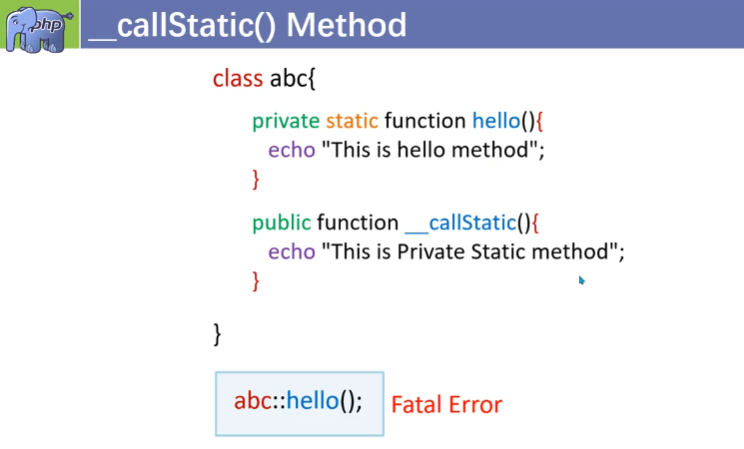 php
__callStatic() Method
class abc{
private static function hello(){
echo "This is hello method";
}
public function __callStatic(){
echo "This is Private Static method";
}
}
abc::hello(); Fatal Error